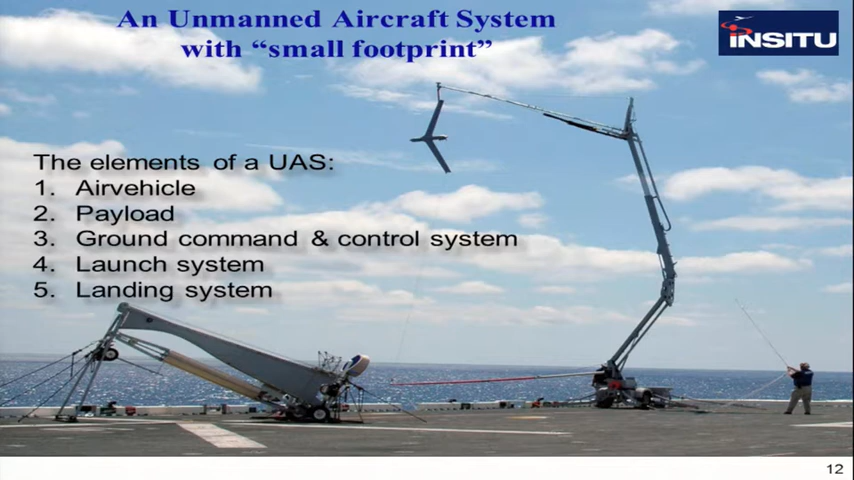 An Unmanned Aircraft System
with “small footprint”
INSITU
The elements of a UAS:
1. Airvehicle
2. Payload
3. Ground command & control system
4. Launch system
5. Landing system
12